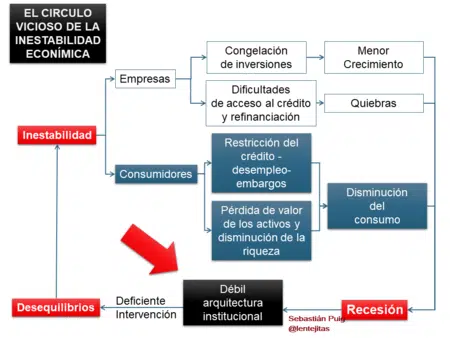 EL CIRCULO
VICIOSO DE LA
INESTABILIDAD
ECONÍMICA
Congelación
de inversiones
Menor
Crecimiento
Empresas
Dificultades
de acceso al crédito
y refinanciación
Quiebras
Inestabilidad
Restricción del
crédito -
desempleo-
embargos
Consumidores
Disminución
del
consumo
Pérdida de valor
de los activos y
disminución de la
riqueza
Desequilibrios
Deficiente
Intervención
Débil
arquitectura
institucional
Recesión
Sebastián Puig
@lentejitas